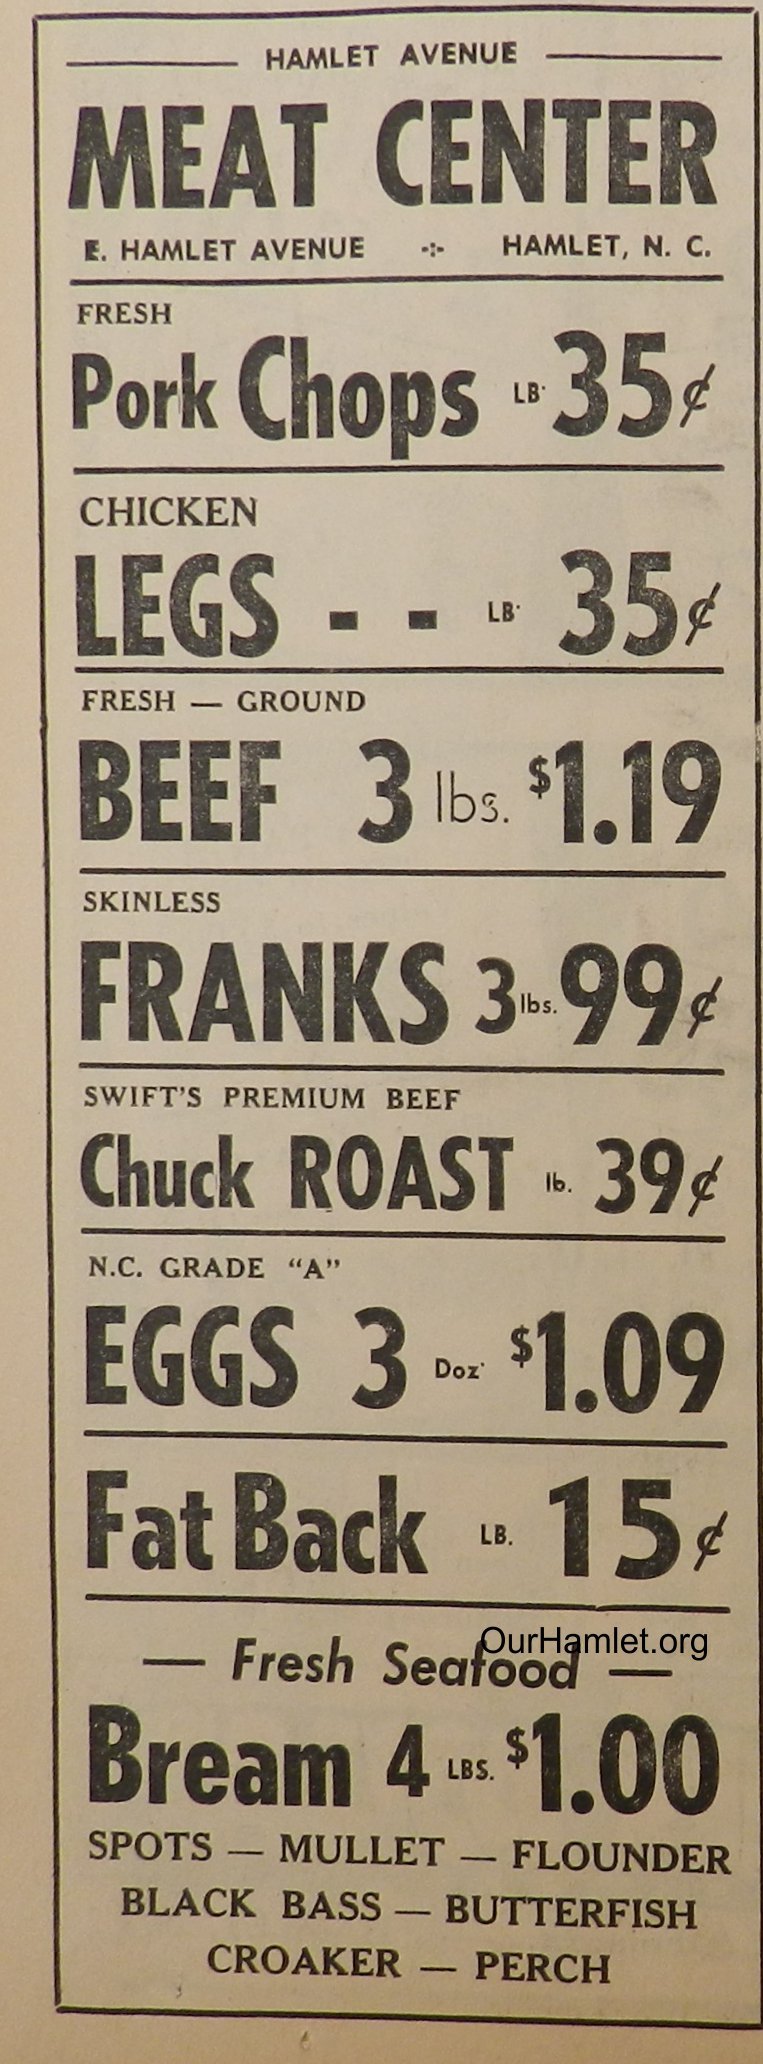 HAMLET AVENUE
MEAT CENTER
E. HAMLET AVENUE -:- HAMLET, N. C.
FRESH
Pork Chops LB. 35¢
CHICKEN
LEGS - - LB. 35¢
FRESH — GROUND
BEEF 3 lbs. $1.19
SKINLESS
FRANKS 3 lbs. 99¢
SWIFT'S PREMIUM BEEF
Chuck ROAST lb. 39¢
N.C. GRADE “A”
EGGS 3 Doz. $1.09
Fat Back LB. 15¢
OurHamlet.org
— Fresh Seafood —
Bream 4 LBS. $1.00
SPOTS — MULLET — FLOUNDER
BLACK BASS — BUTTERFISH
CROAKER — PERCH